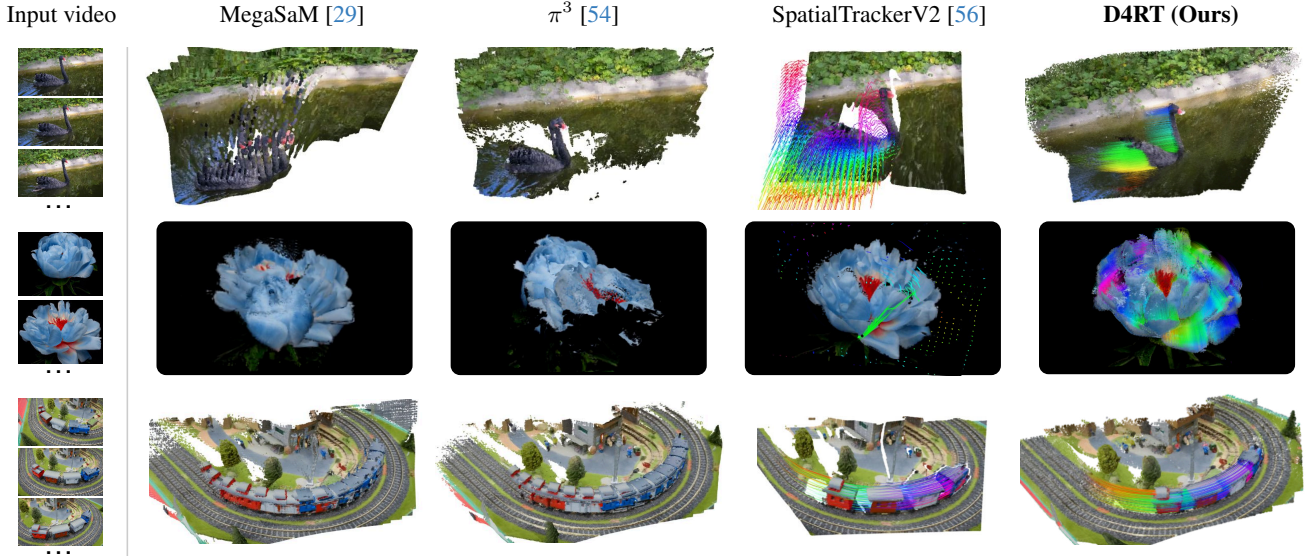 Input video MegaSaM [29] π³ [54] SpatialTrackerV2 [56] D4RT (Ours)
...
...
...